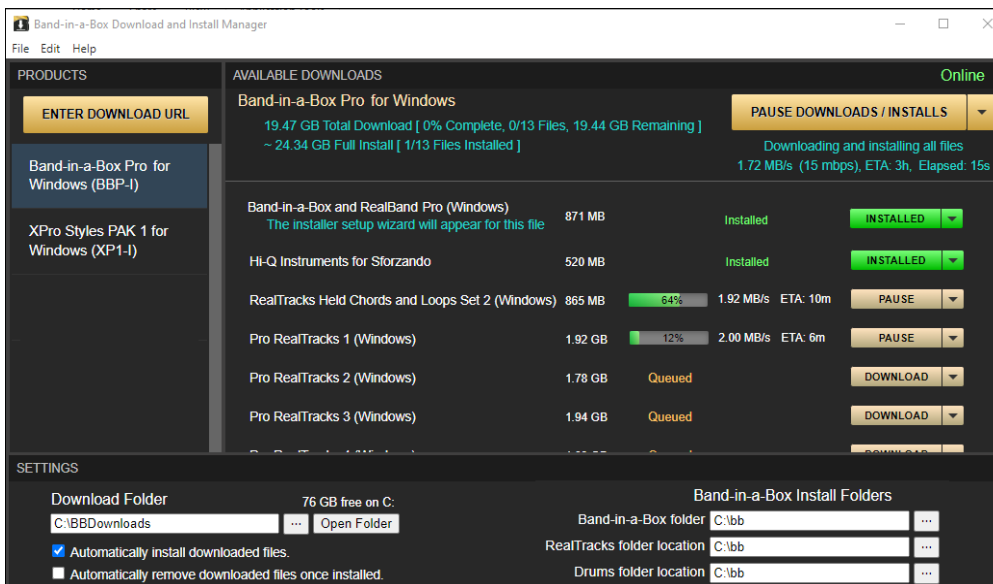 Band-in-a-Box Download and Install Manager
File Edit Help
PRODUCTS
ENTER DOWNLOAD URL
Band-in-a-Box Pro for
Windows (BBP-I)
XPro Styles PAK 1 for
Windows (XP1-I)
AVAILABLE DOWNLOADS
Online
Band-in-a-Box Pro for Windows
19.47 GB Total Download [ 0% Complete, 0/13 Files, 19.44 GB Remaining ]
~ 24.34 GB Full Install [ 1/13 Files Installed ]
PAUSE DOWNLOADS / INSTALLS
Downloading and installing all files
1.72 MB/s (15 mbps), ETA: 3h, Elapsed: 15s
Band-in-a-Box and RealBand Pro (Windows) 871 MB Installed INSTALLED
The installer setup wizard will appear for this file
Hi-Q Instruments for Sforzando 520 MB Installed INSTALLED
RealTracks Held Chords and Loops Set 2 (Windows) 865 MB 64% 1.92 MB/s ETA: 10m PAUSE
Pro RealTracks 1 (Windows) 1.92 GB 12% 2.00 MB/s ETA: 6m PAUSE
Pro RealTracks 2 (Windows) 1.78 GB Queued DOWNLOAD
Pro RealTracks 3 (Windows) 1.94 GB Queued DOWNLOAD
SETTINGS
Download Folder 76 GB free on C:
C:\BBDownloads ... Open Folder
Automatically install downloaded files.
Automatically remove downloaded files once installed.
Band-in-a-Box Install Folders
Band-in-a-Box folder C:\bb ...
RealTracks folder location C:\bb ...
Drums folder location C:\bb ...